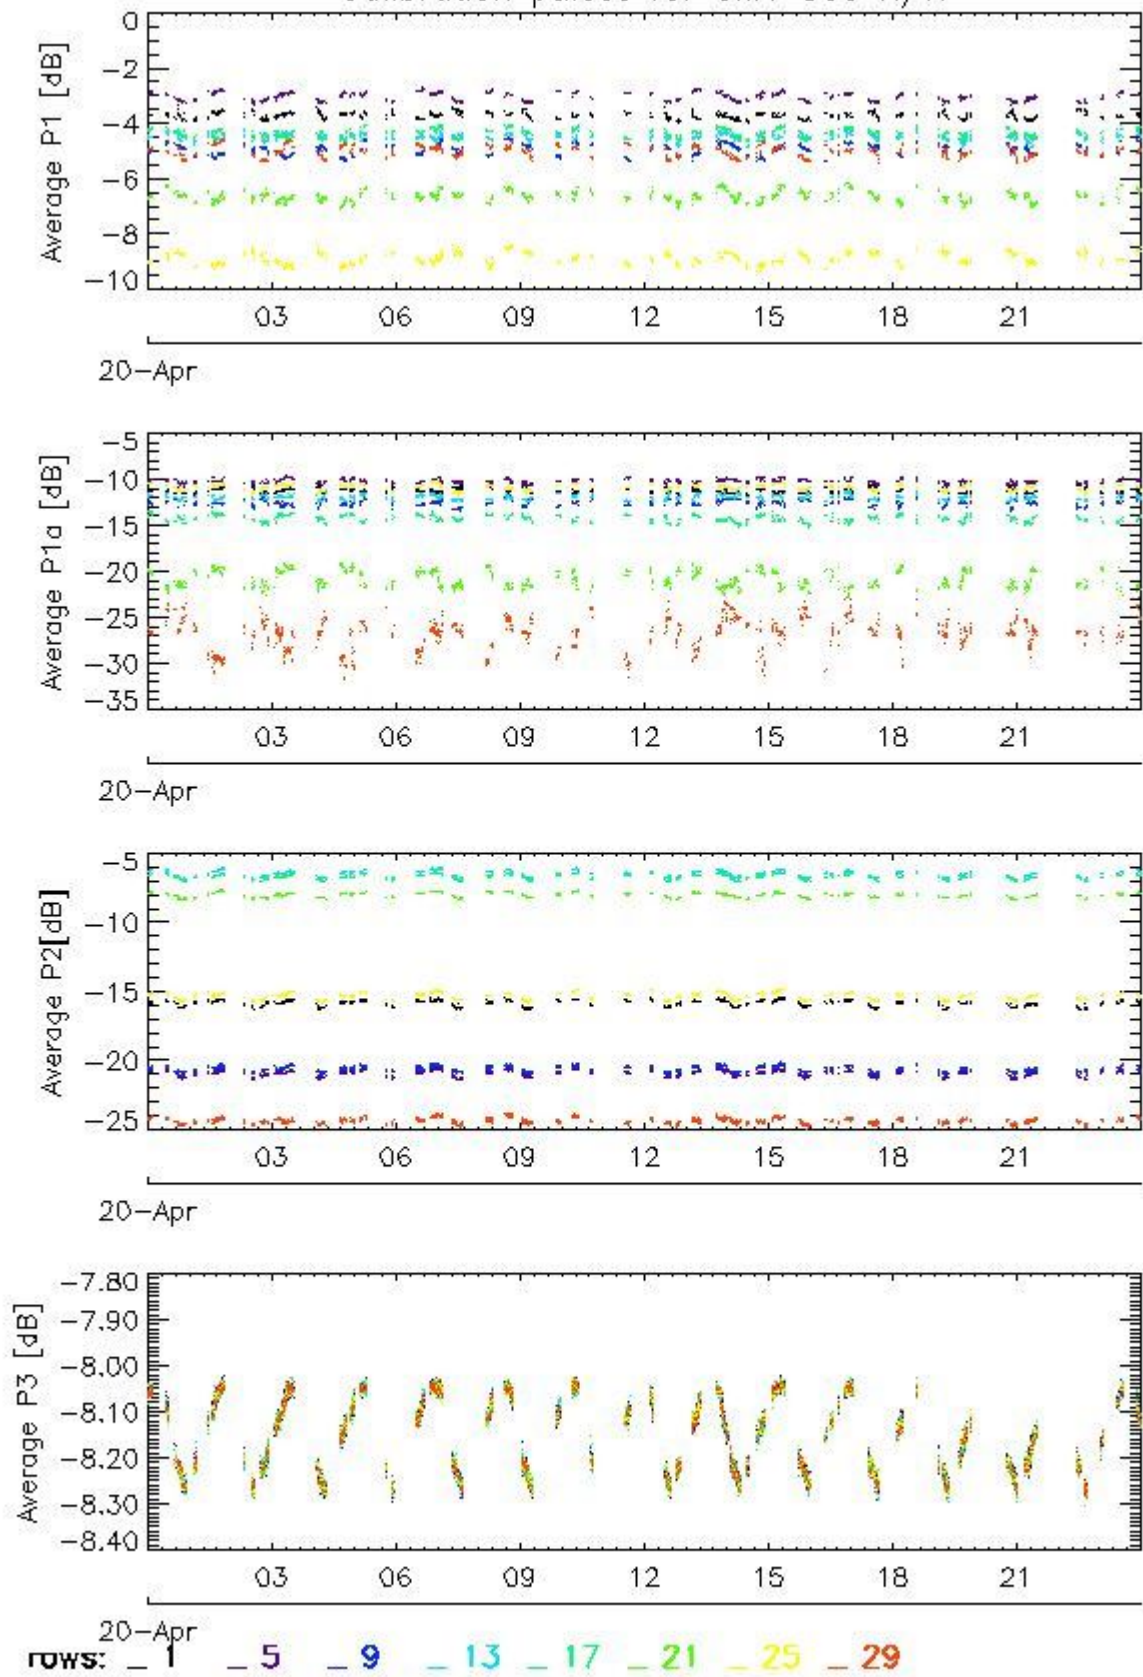 Average P1 [dB]
0
-2
-4
-6
-8
-10
03 06 09 12 15 18 21
20-Apr
Average P1a [dB]
-5
-10
-15
-20
-25
-30
-35
03 06 09 12 15 18 21
20-Apr
Average P2[dB]
-5
-10
-15
-20
-25
03 06 09 12 15 18 21
20-Apr
Average P3 [dB]
-7.80
-7.90
-8.00
-8.10
-8.20
-8.30
-8.40
03 06 09 12 15 18 21
20-Apr
rows: _ 1 _ 5 _ 9 _ 13 _ 17 _ 21 _ 25 _ 29